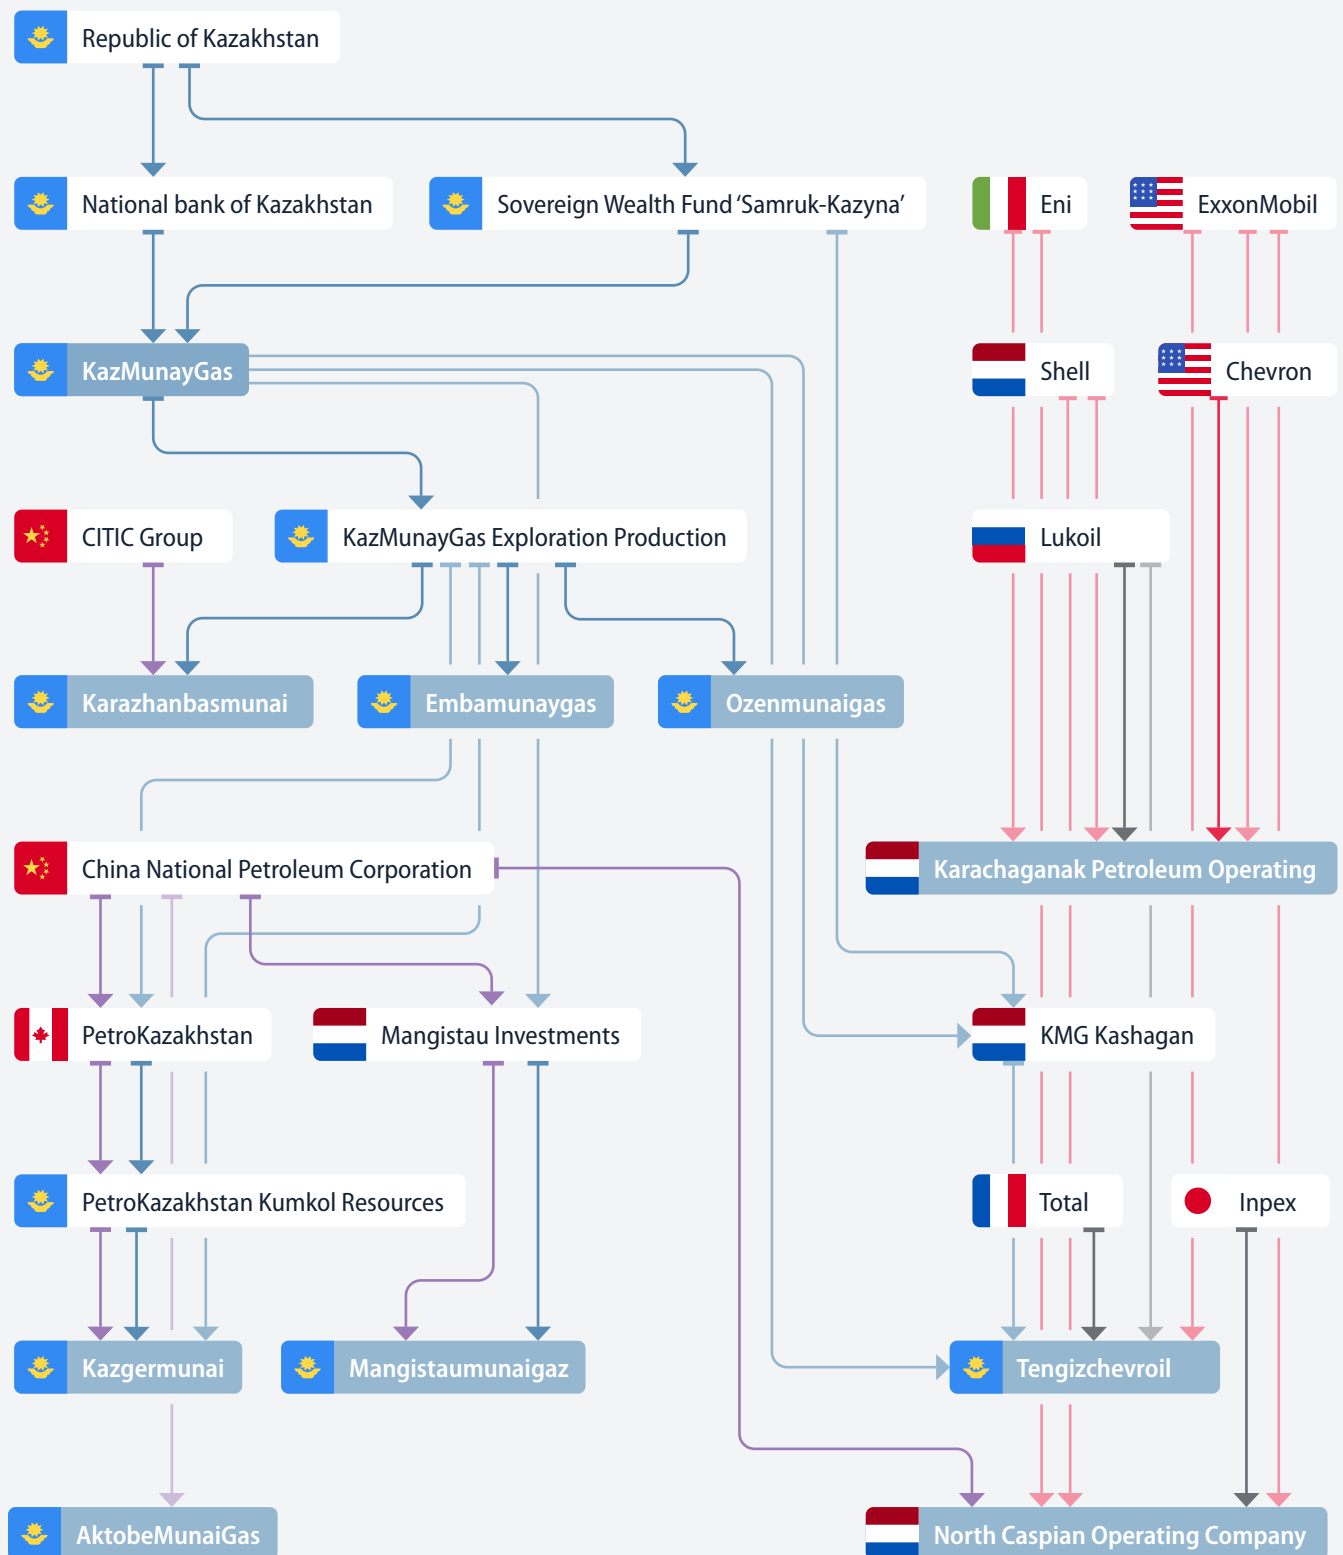 Republic of Kazakhstan
National bank of Kazakhstan
Sovereign Wealth Fund ‘Samruk-Kazyna’
Eni
ExxonMobil
KazMunayGas
Shell
Chevron
CITIC Group
KazMunayGas Exploration Production
Lukoil
Karazhanbasmunai
Embamunaygas
Ozenmunaigas
China National Petroleum Corporation
Karachaganak Petroleum Operating
PetroKazakhstan
Mangistau Investments
KMG Kashagan
PetroKazakhstan Kumkol Resources
Total
Inpex
Kazgermunai
Mangistaumunaigaz
Tengizchevroil
AktobeMunaiGas
North Caspian Operating Company